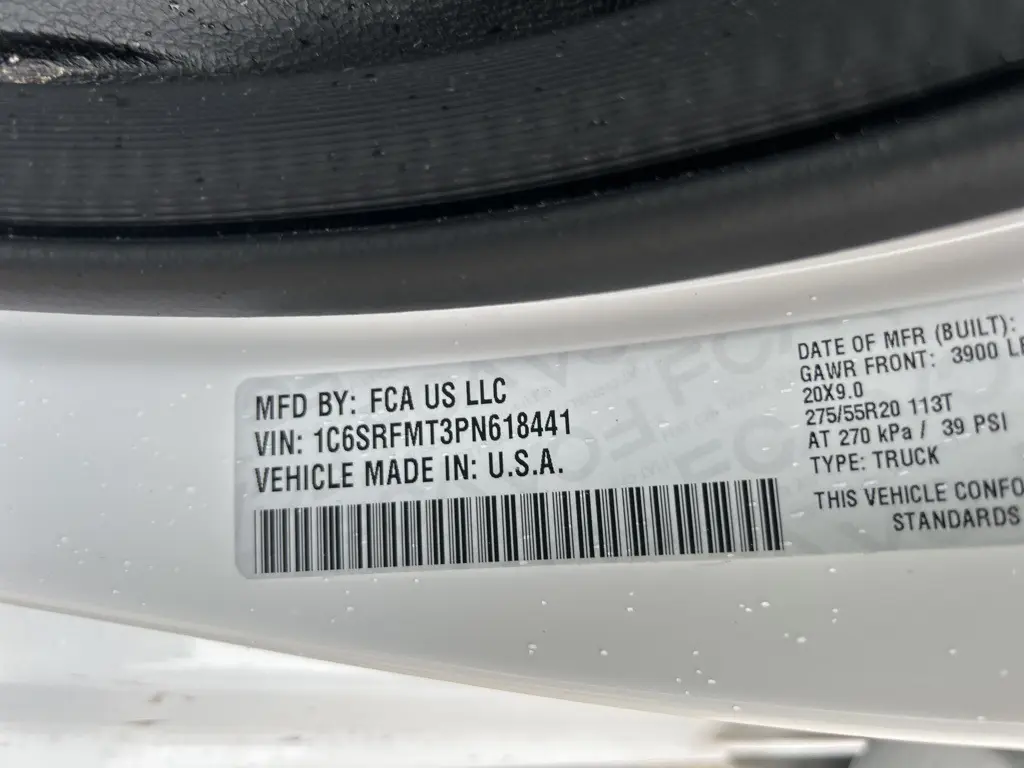 MFD BY: FCA US LLC
VIN: 1C6SRFMT3PN618441
VEHICLE MADE IN: U.S.A.
DATE OF MFR (BUILT):
GAWR FRONT: 3900
20X9.0
275/55R20 113T
AT 270 kPa / 39 PSI
TYPE: TRUCK
THIS VEHICLE
STANDARDS